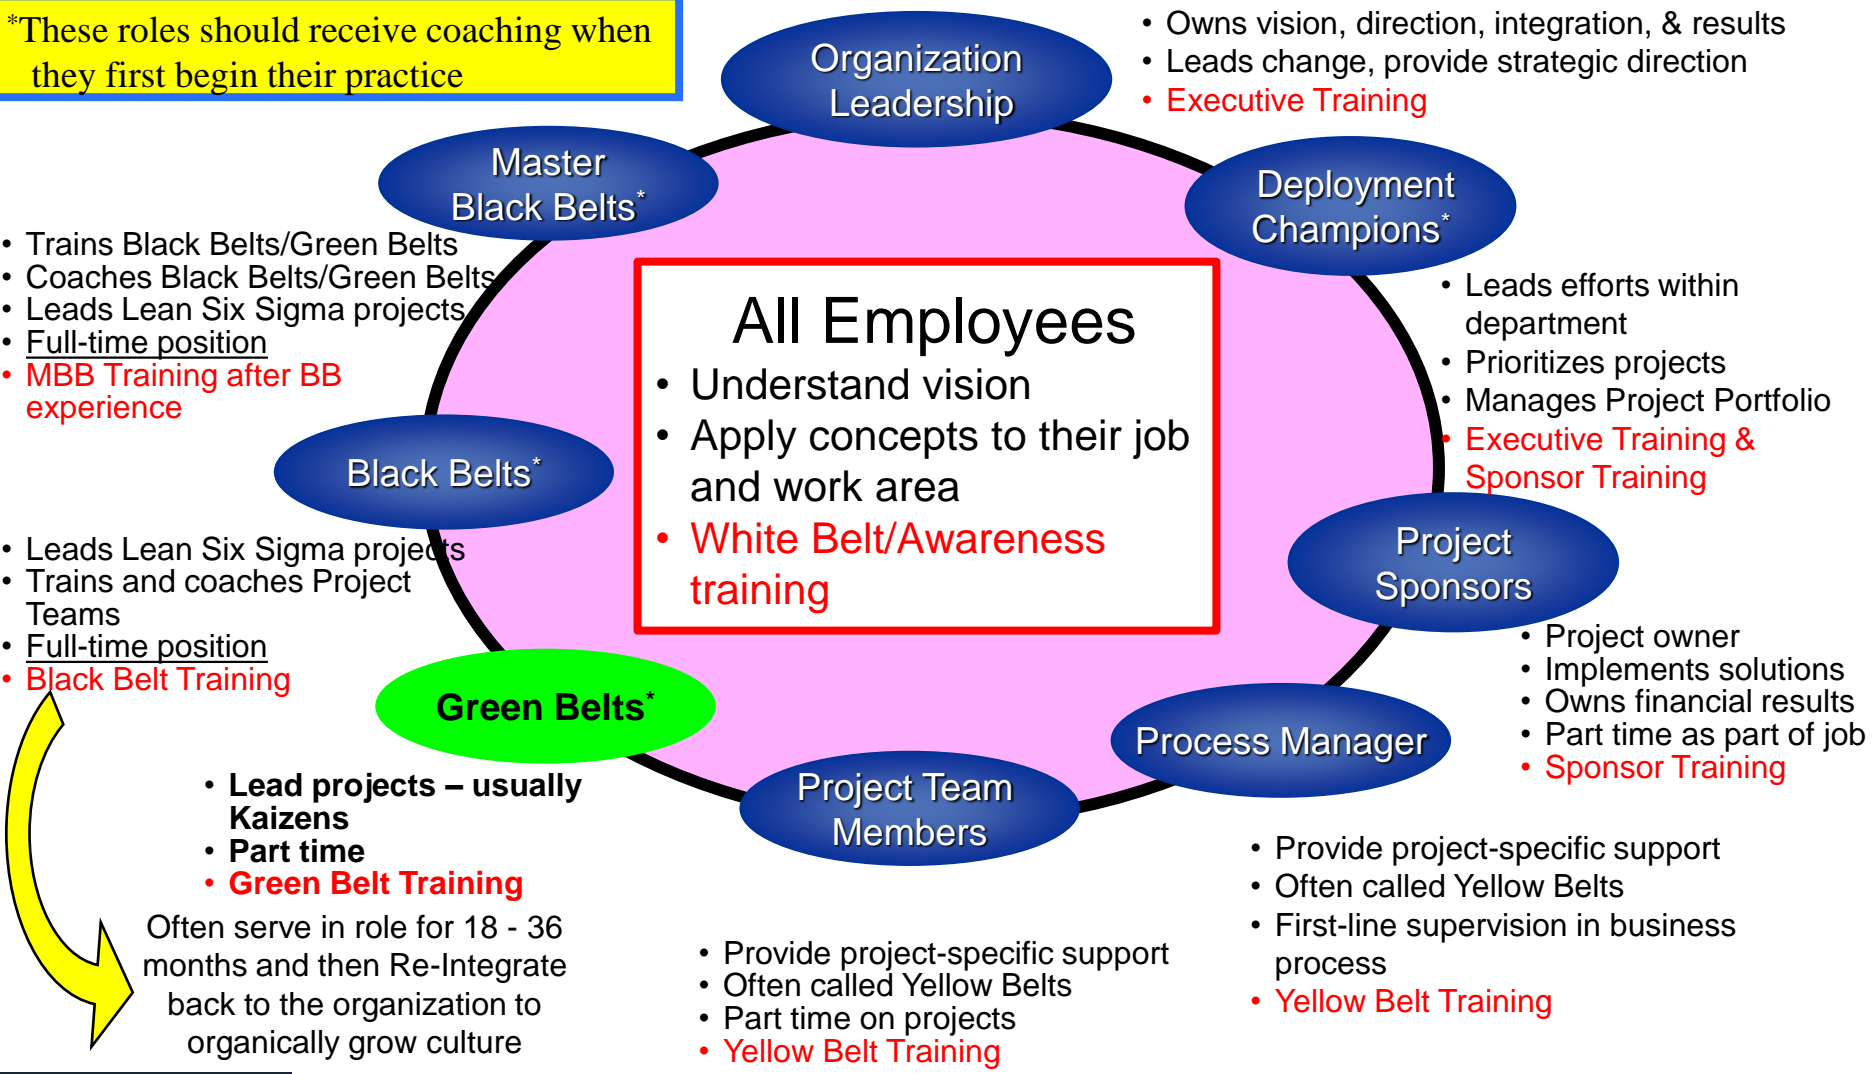 *These roles should receive coaching when
they first begin their practice
Organization
Leadership
• Owns vision, direction, integration, & results
• Leads change, provide strategic direction
• Executive Training
Master
Black Belts*
• Trains Black Belts/Green Belts
• Coaches Black Belts/Green Belts
• Leads Lean Six Sigma projects
• Full-time position
• MBB Training after BB
experience
Deployment
Champions*
• Leads efforts within
department
• Prioritizes projects
• Manages Project Portfolio
• Executive Training &
Sponsor Training
All Employees
• Understand vision
• Apply concepts to their job
and work area
• White Belt/Awareness
training
Black Belts*
• Leads Lean Six Sigma projects
• Trains and coaches Project
Teams
• Full-time position
• Black Belt Training
Project
Sponsors
• Project owner
• Implements solutions
• Owns financial results
• Part time as part of job
• Sponsor Training
Green Belts*
• Lead projects – usually
Kaizens
• Part time
• Green Belt Training
Often serve in role for 18 - 36
months and then Re-Integrate
back to the organization to
organically grow culture
Project Team
Members
• Provide project-specific support
• Often called Yellow Belts
• Part time on projects
• Yellow Belt Training
Process Manager
• Provide project-specific support
• Often called Yellow Belts
• First-line supervision in business
process
• Yellow Belt Training